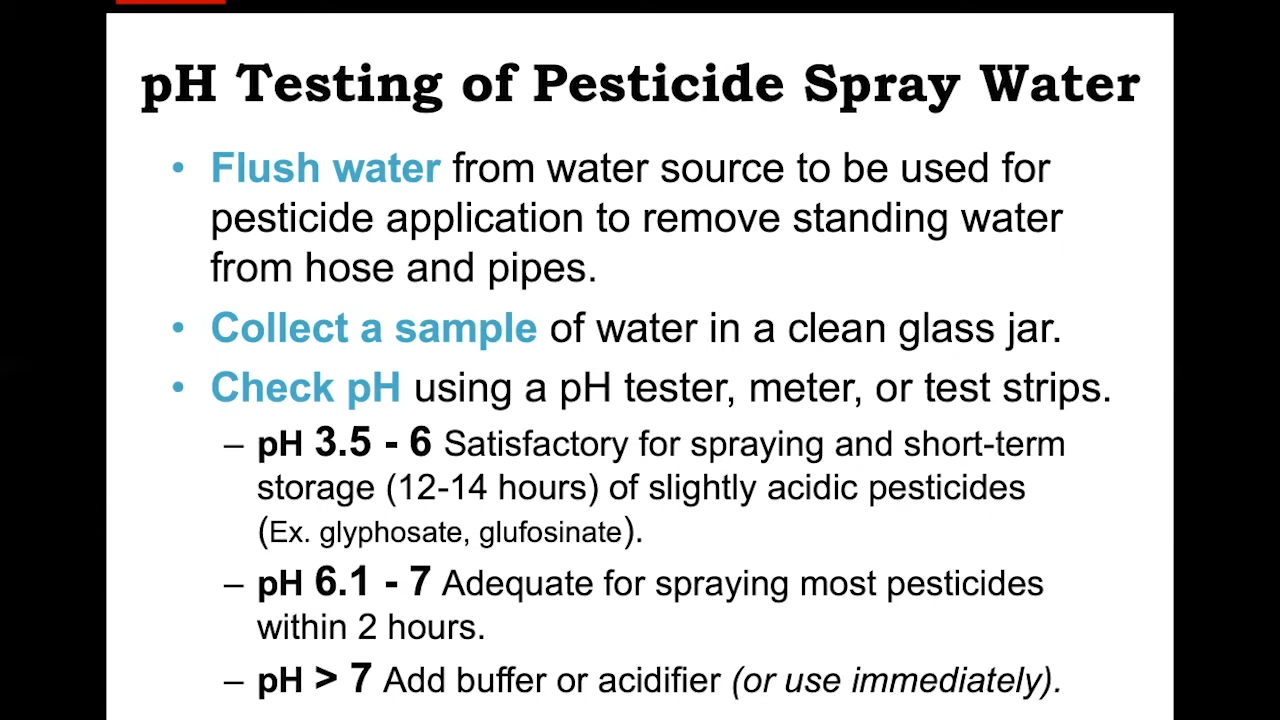 pH Testing of Pesticide Spray Water
• Flush water from water source to be used for
pesticide application to remove standing water
from hose and pipes.
• Collect a sample of water in a clean glass jar.
• Check pH using a pH tester, meter, or test strips.
– pH 3.5 - 6 Satisfactory for spraying and short-term
storage (12-14 hours) of slightly acidic pesticides
(Ex. glyphosate, glufosinate).
– pH 6.1 - 7 Adequate for spraying most pesticides
within 2 hours.
– pH > 7 Add buffer or acidifier (or use immediately).